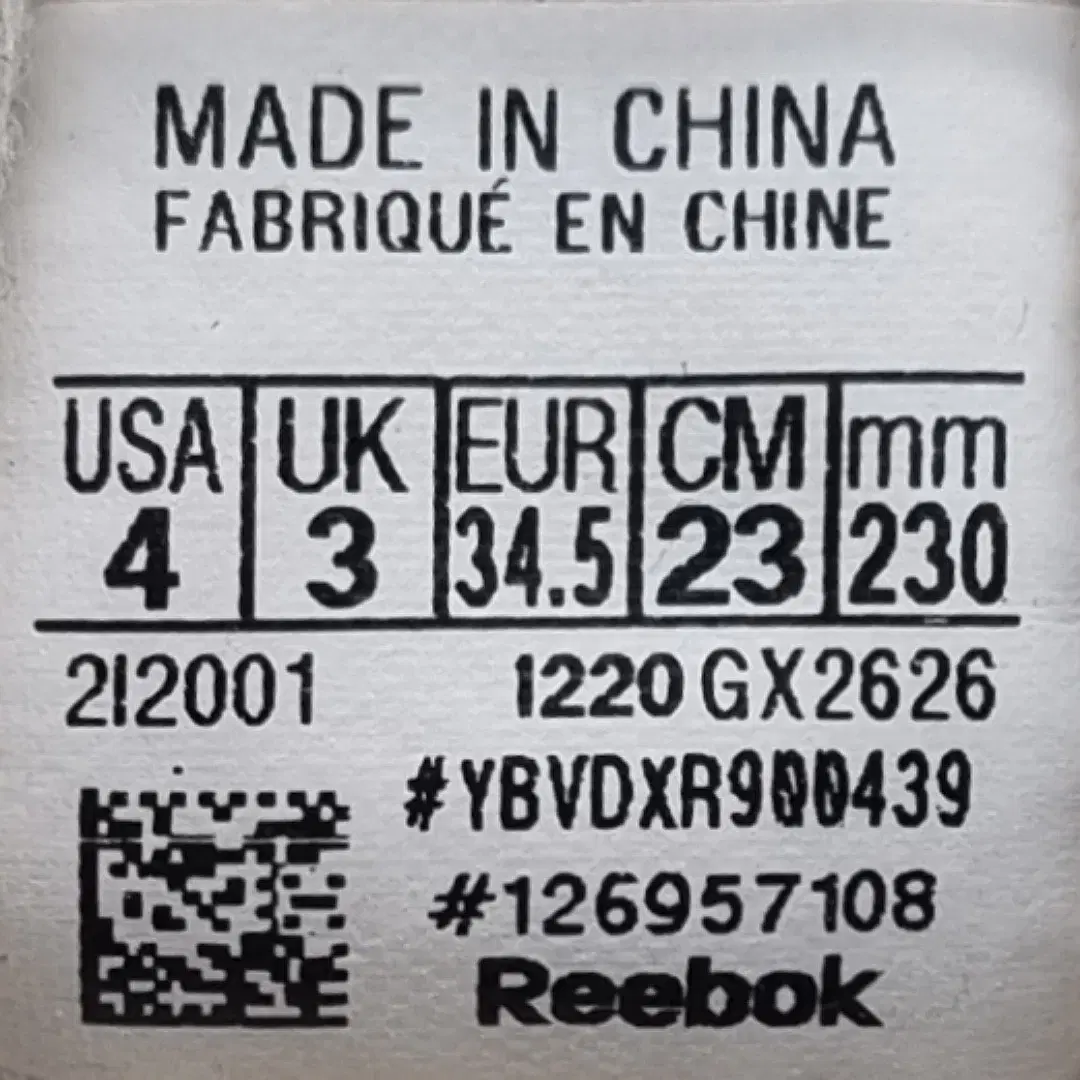 MADE IN CHINA
FABRIQUÉ EN CHINE
USA UK EUR CM mm
4 3 34.5 23 230
212001 1220 GX2626
#YBVDXR900439
#126957108
Reebok